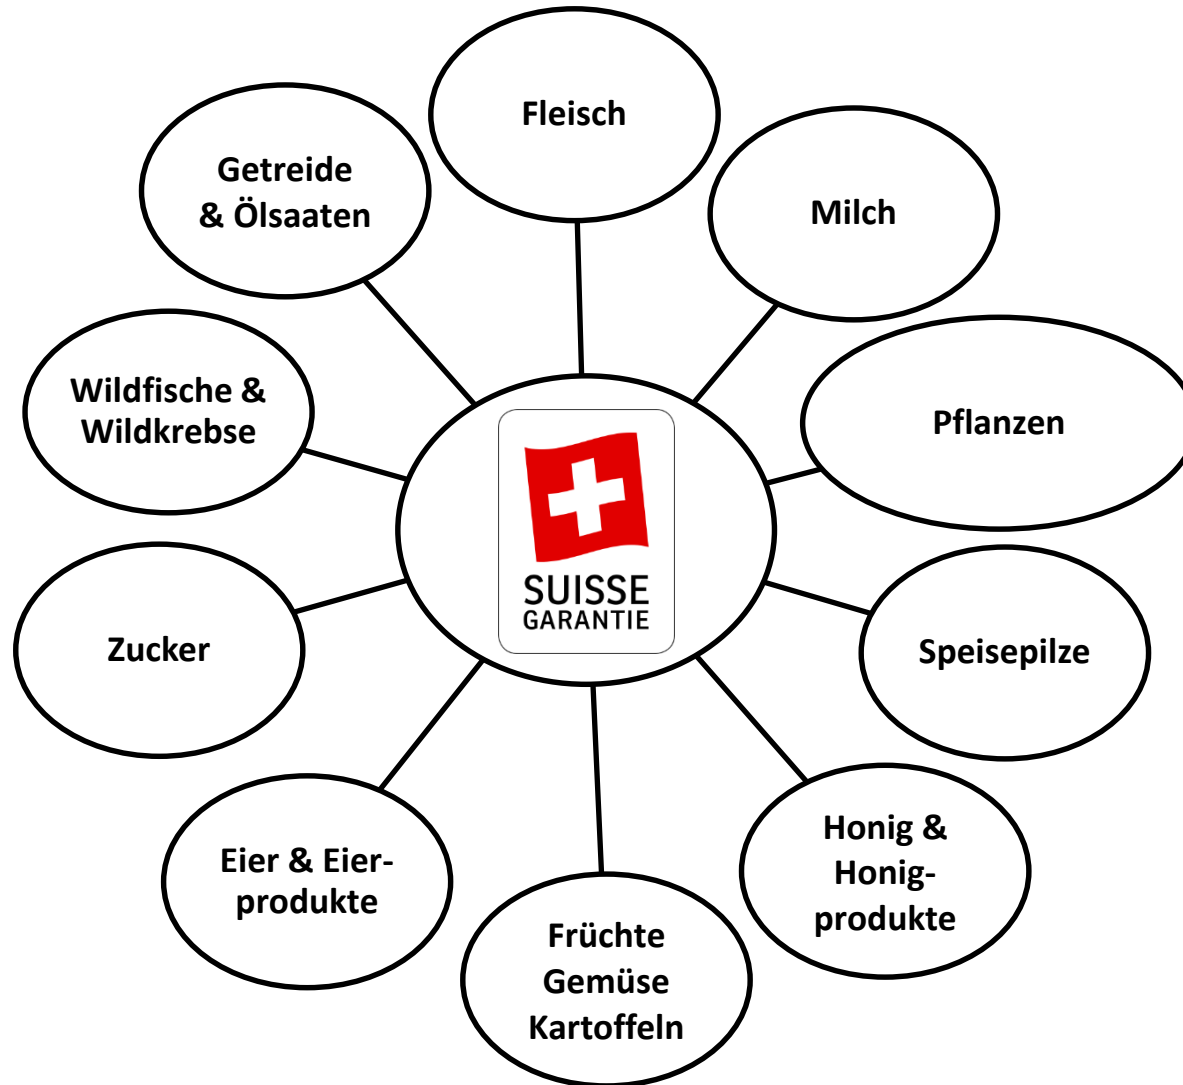 Fleisch
Getreide
& Ölsaaten
Milch
Wildfische &
Wildkrebse
Pflanzen
SUISSE
GARANTIE
Zucker
Speisepilze
Eier & Eier-
produkte
Honig &
Honig-
produkte
Früchte
Gemüse
Kartoffeln